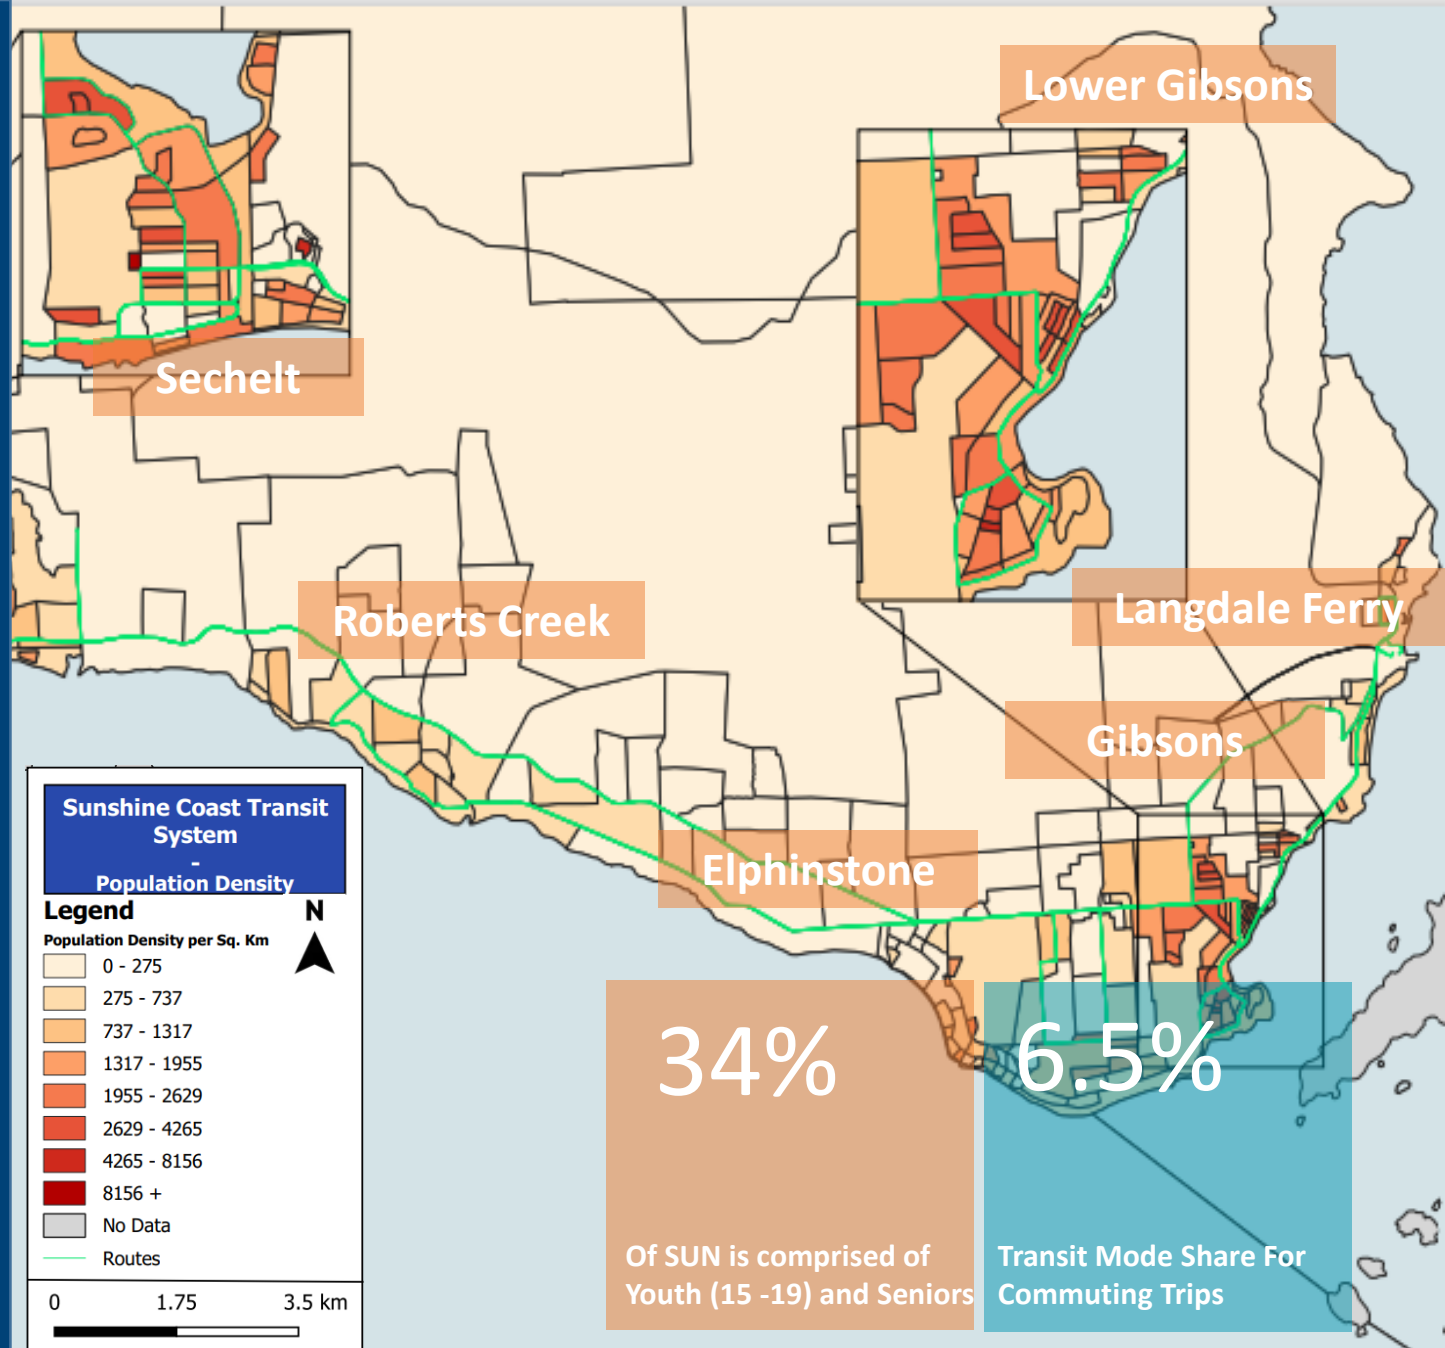 Lower Gibsons
Sechelt
Roberts Creek
Langdale Ferry
Gibsons
Elphinstone
Sunshine Coast Transit
System
-
Population Density
Legend
N
Population Density per Sq. Km
0 - 275
275 - 737
737 - 1317
1317 - 1955
1955 - 2629
2629 - 4265
4265 - 8156
8156 +
No Data
Routes
0 1.75 3.5 km
34%
Of SUN is comprised of
Youth (15 -19) and Seniors
6.5%
Transit Mode Share For
Commuting Trips